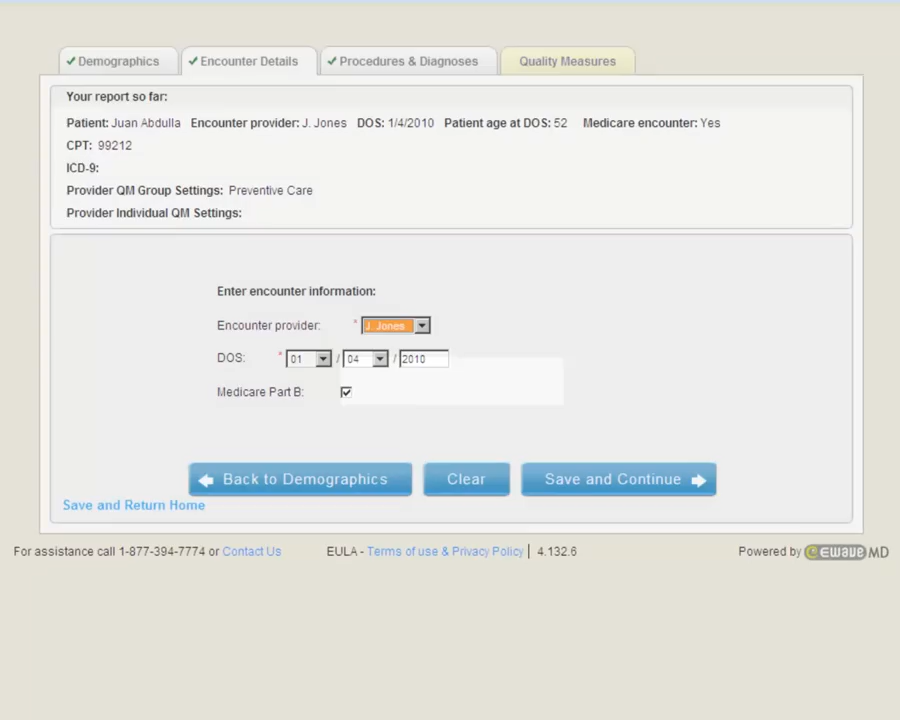 Demographics Encounter Details Procedures & Diagnoses Quality Measures
Your report so far:
Patient: Juan Abdulla Encounter provider: J. Jones DOS: 1/4/2010 Patient age at DOS: 52 Medicare encounter: Yes
CPT: 99212
ICD-9:
Provider QM Group Settings: Preventive Care
Provider Individual QM Settings:
Enter encounter information:
Encounter provider: * J. Jones
DOS: * 01 / 04 / 2010
Medicare Part B:
Back to Demographics Clear Save and Continue
Save and Return Home
For assistance call 1-877-394-7774 or Contact Us EULA - Terms of use & Privacy Policy | 4.132.6 Powered by eWave MD